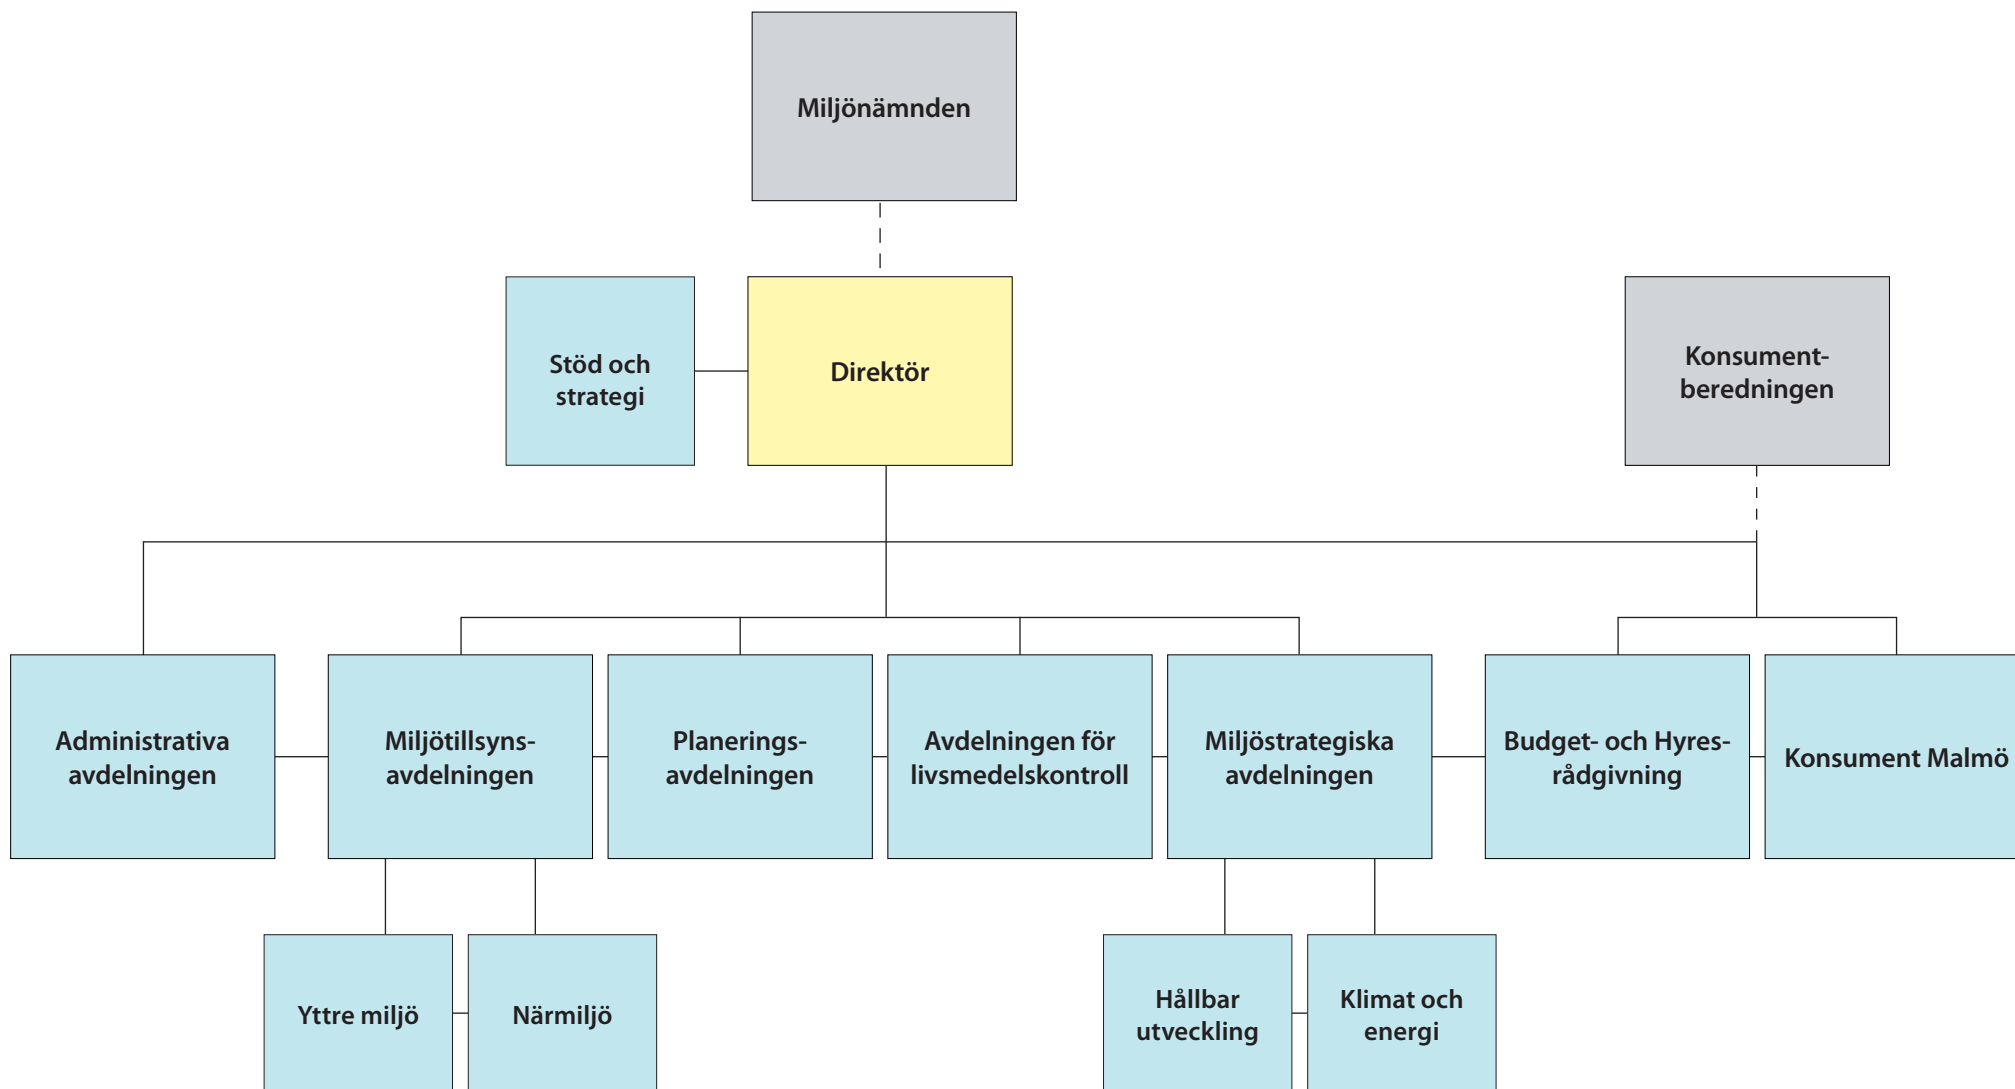 Miljönämnden
Stöd och
strategi
Direktör
Konsument-
beredningen
Administrativa
avdelningen
Miljötillsyns-
avdelningen
Planerings-
avdelningen
Avdelningen för
livsmedelskontroll
Miljöstrategiska
avdelningen
Budget- och Hyres-
rådgivning
Konsument Malmö
Yttre miljö
Närmiljö
Hållbar
utveckling
Klimat och
energi